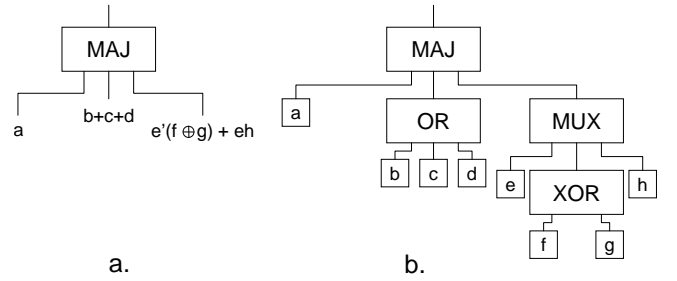 MAJ
a
b+c+d
e'(f ⊕g) + eh
a.
MAJ
a
OR
MUX
b
c
d
e
XOR
h
f
g
b.